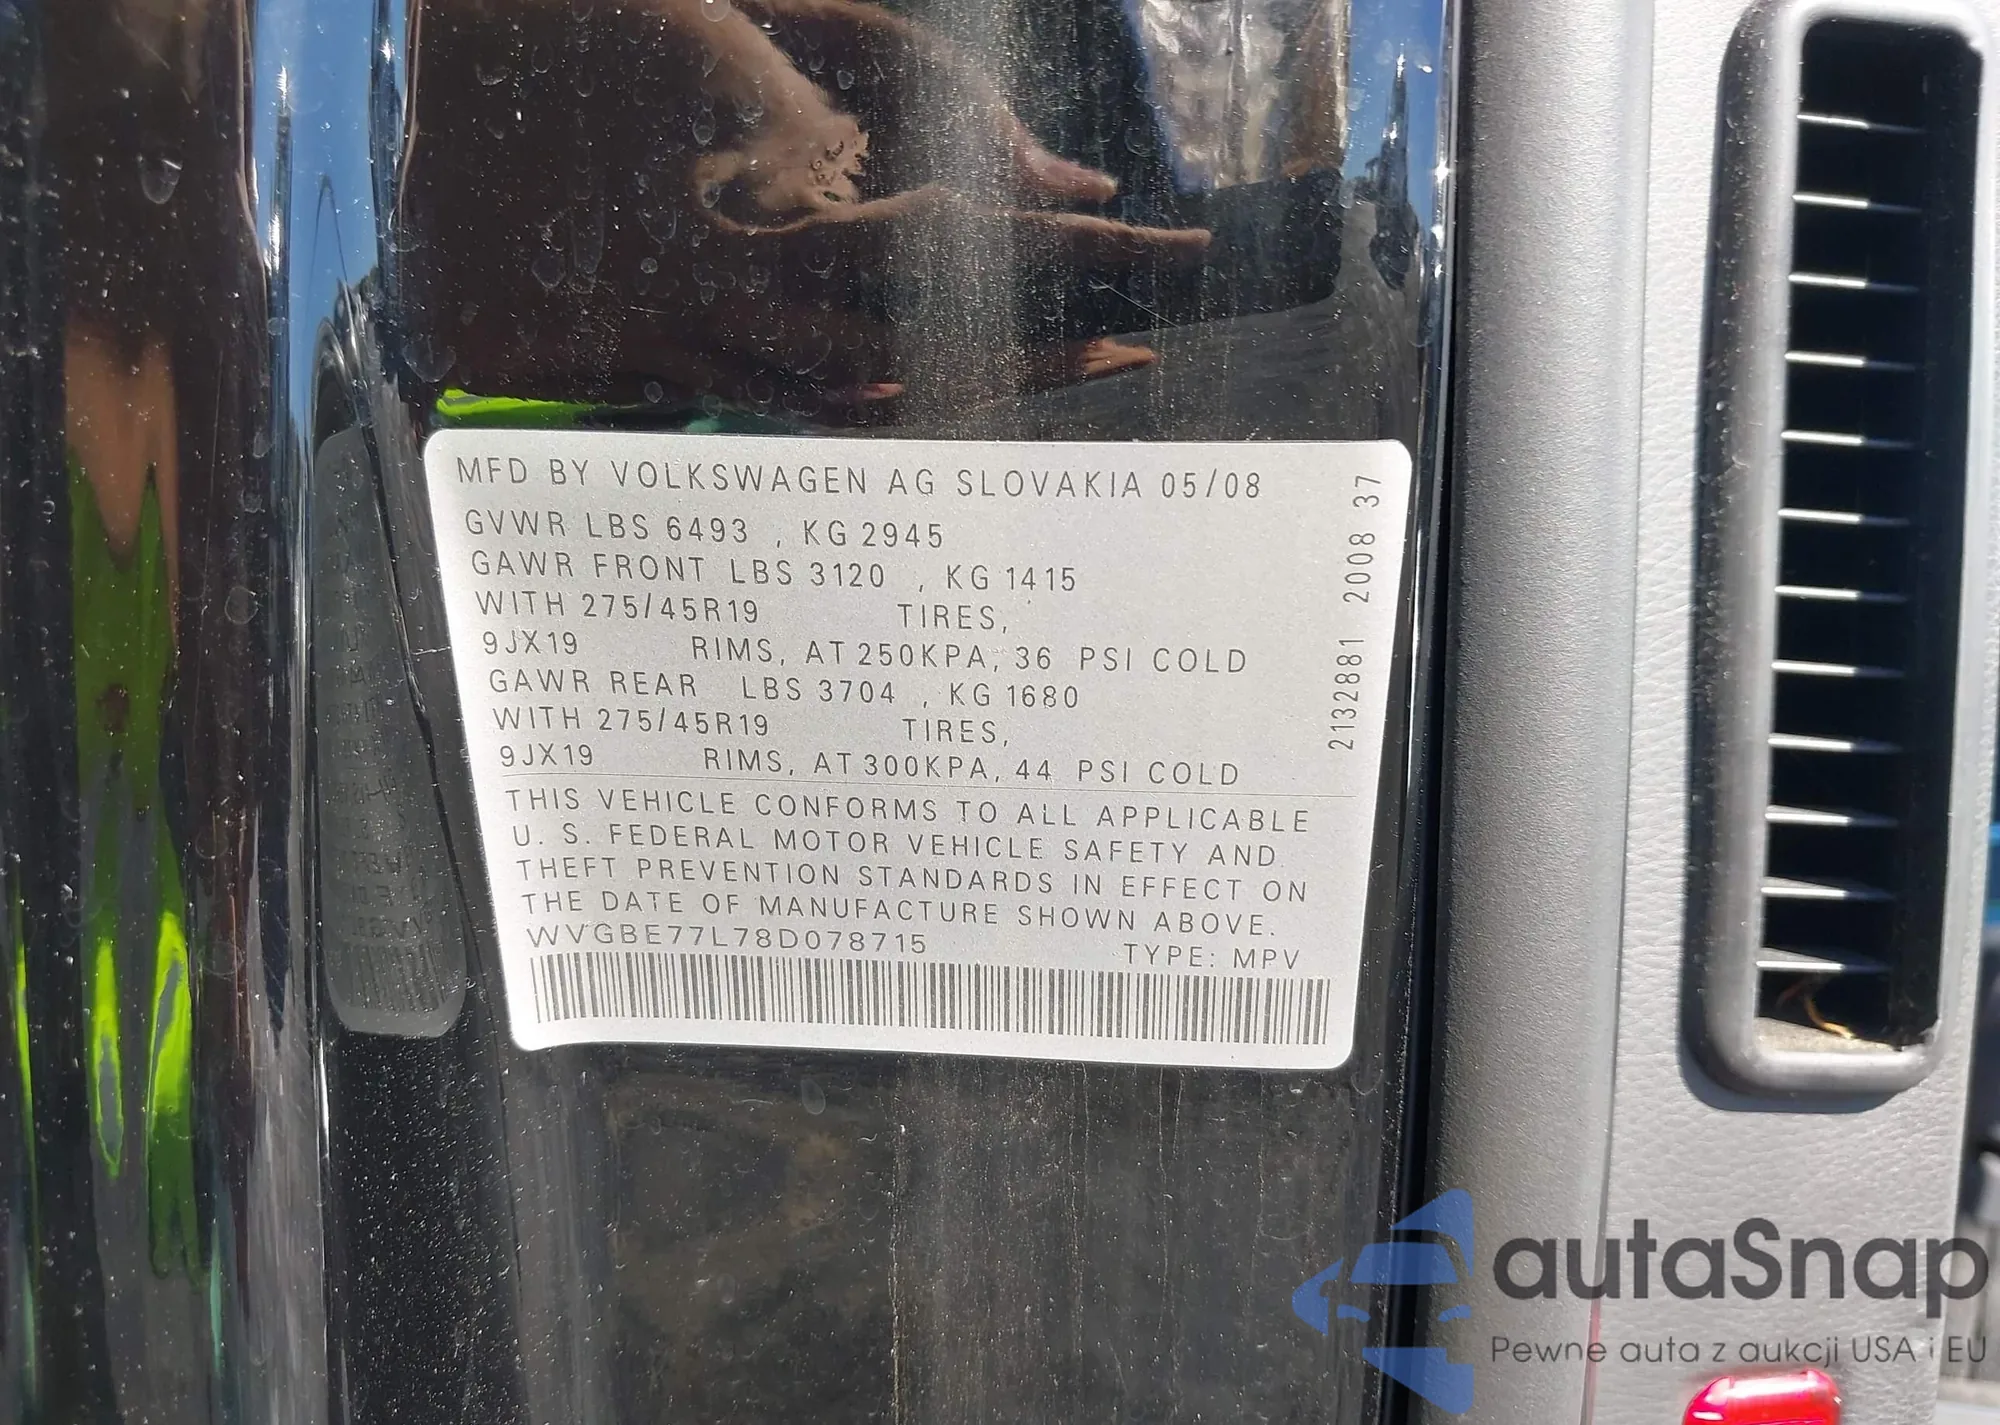 MFD BY VOLKSWAGEN AG SLOVAKIA 05/08
GVWR LBS 6493 , KG 2945
GAWR FRONT LBS 3120 , KG 1415
WITH 275/45R19 TIRES,
9JX19 RIMS, AT 250KPA, 36 PSI COLD
GAWR REAR LBS 3704 , KG 1680
WITH 275/45R19 TIRES,
9JX19 RIMS, AT 300KPA, 44 PSI COLD
THIS VEHICLE CONFORMS TO ALL APPLICABLE
U. S. FEDERAL MOTOR VEHICLE SAFETY AND
THEFT PREVENTION STANDARDS IN EFFECT ON
THE DATE OF MANUFACTURE SHOWN ABOVE.
WVGBE77L78D078715 TYPE: MPV
2132881 2008 37
autaSnap
Pewne auta z aukcji USA i EU